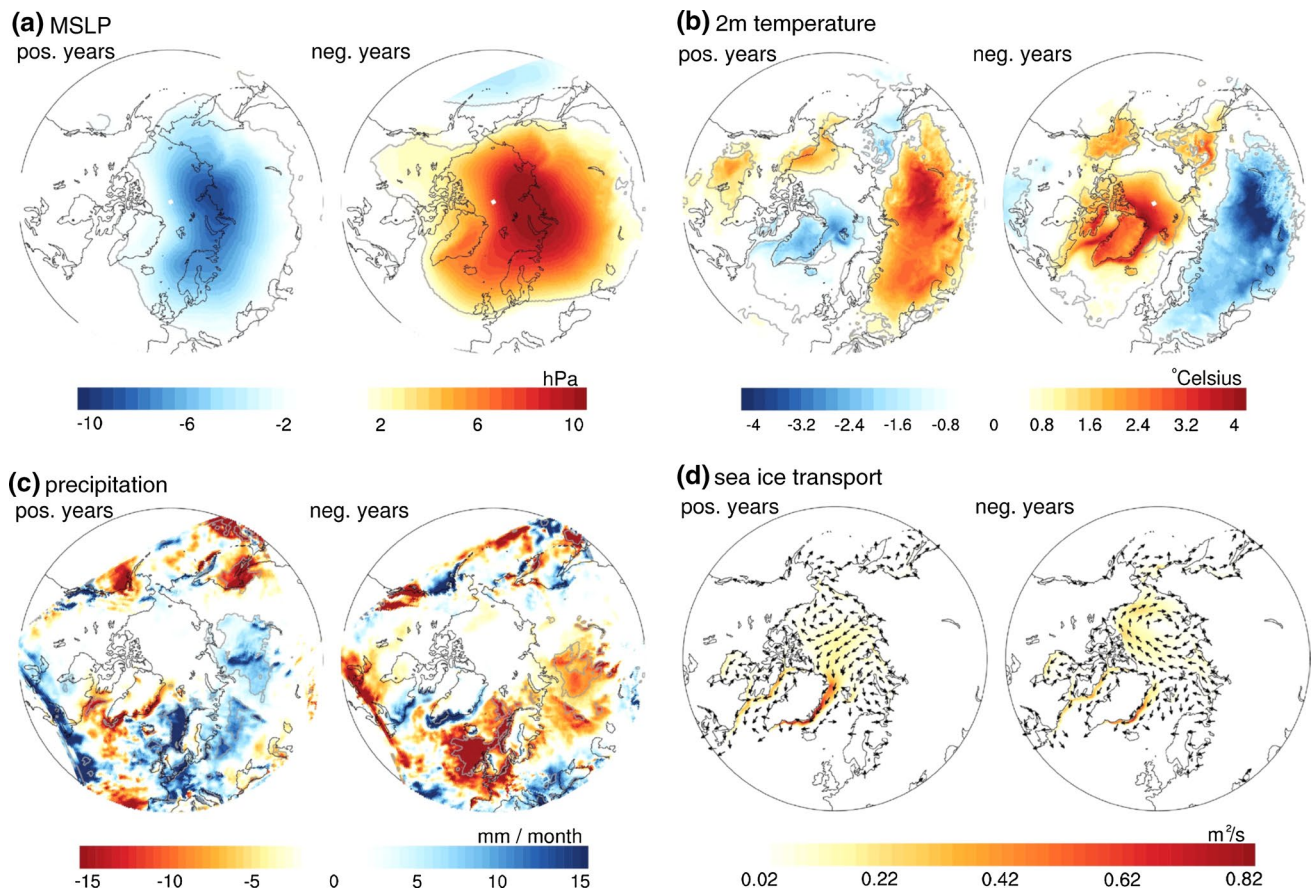 (a) MSLP
pos. years
neg. years
hPa
-10 -6 -2 2 6 10
(b) 2m temperature
pos. years
neg. years
°Celsius
-4 -3.2 -2.4 -1.6 -0.8 0 0.8 1.6 2.4 3.2 4
(c) precipitation
pos. years
neg. years
mm / month
-15 -10 -5 0 5 10 15
(d) sea ice transport
pos. years
neg. years
m²/s
0.02 0.22 0.42 0.62 0.82